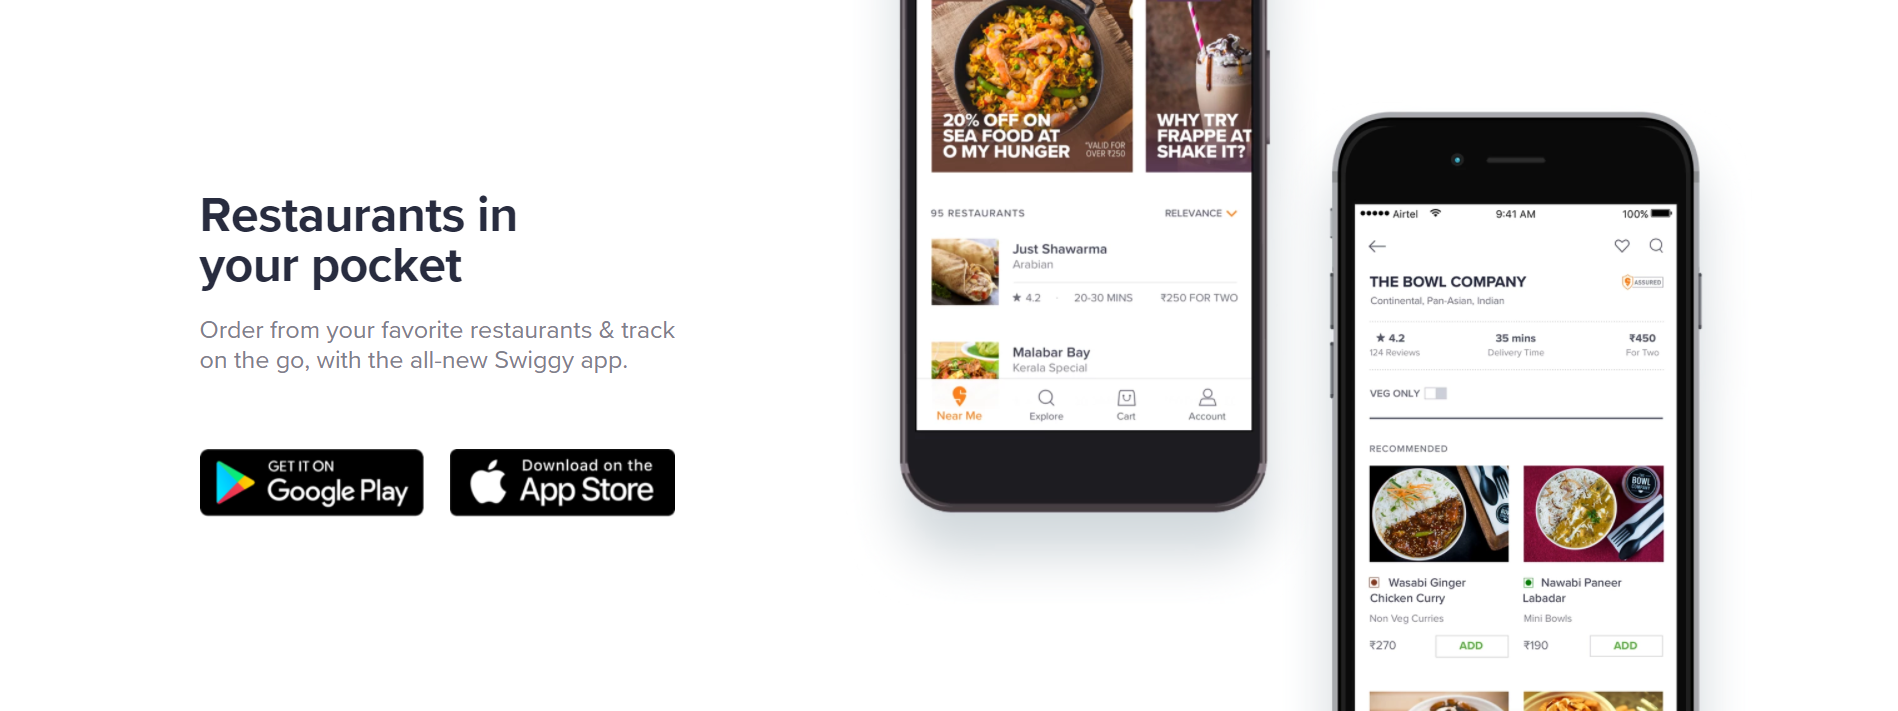 Restaurants in
your pocket
Order from your favorite restaurants & track
on the go, with the all-new Swiggy app.
GET IT ON
Google Play
Download on the
App Store
20% OFF ON
SEA FOOD AT
O MY HUNGER
*VALID FOR
OVER ₹250
WHY TRY
FRAPPE AT
SHAKE IT?
95 RESTAURANTS
RELEVANCE
Just Shawarma
Arabian
★ 4.2 · 20-30 MINS ₹250 FOR TWO
Malabar Bay
Kerala Special
Near Me Explore Cart Account
Airtel 9:41 AM 100%
THE BOWL COMPANY
ASSURED
Continental, Pan-Asian, Indian
★ 4.2 35 mins ₹450
124 Reviews Delivery Time For Two
VEG ONLY
RECOMMENDED
BOWL
COMPANY
Wasabi Ginger
Chicken Curry
Non Veg Curries
₹270 ADD
Nawabi Paneer
Labadar
Mini Bowls
₹190 ADD